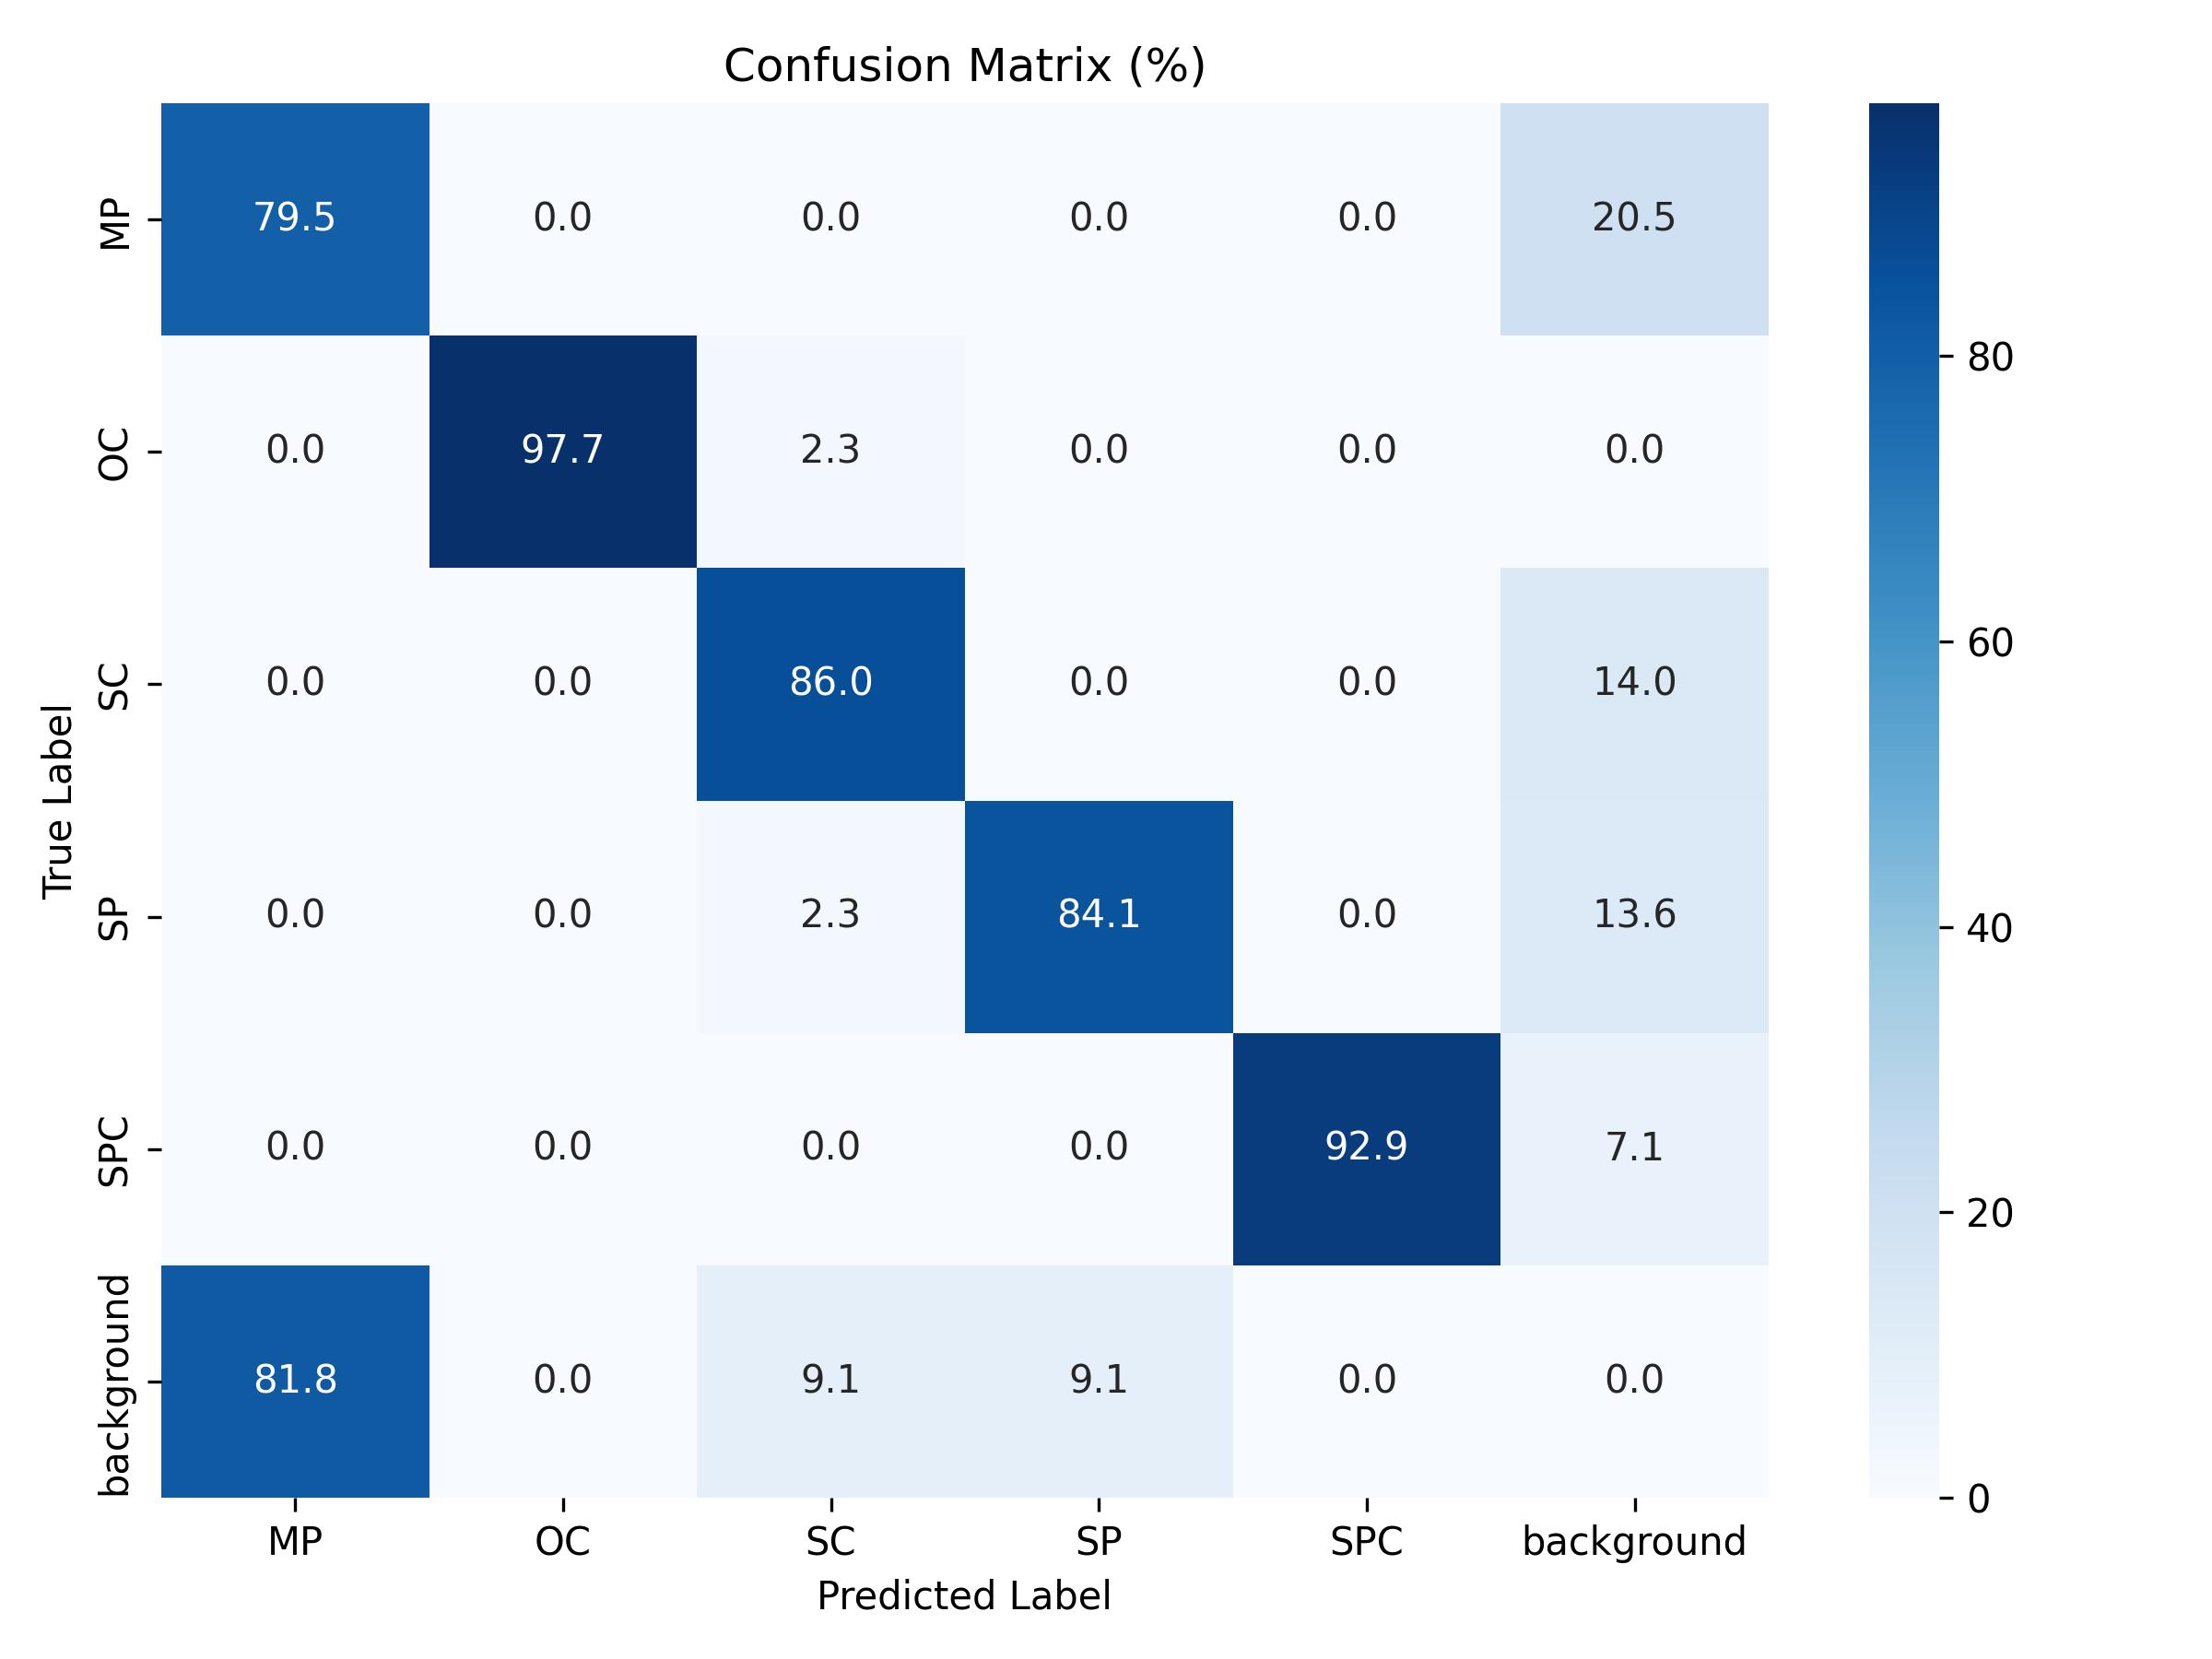 Confusion Matrix (%)
MP 79.5 0.0 0.0 0.0 0.0 20.5
OC 0.0 97.7 2.3 0.0 0.0 0.0
SC 0.0 0.0 86.0 0.0 0.0 14.0
SP 0.0 0.0 2.3 84.1 0.0 13.6
SPC 0.0 0.0 0.0 0.0 92.9 7.1
background 81.8 0.0 9.1 9.1 0.0 0.0
MP OC SC SP SPC background
Predicted Label
True Label
80
60
40
20
0